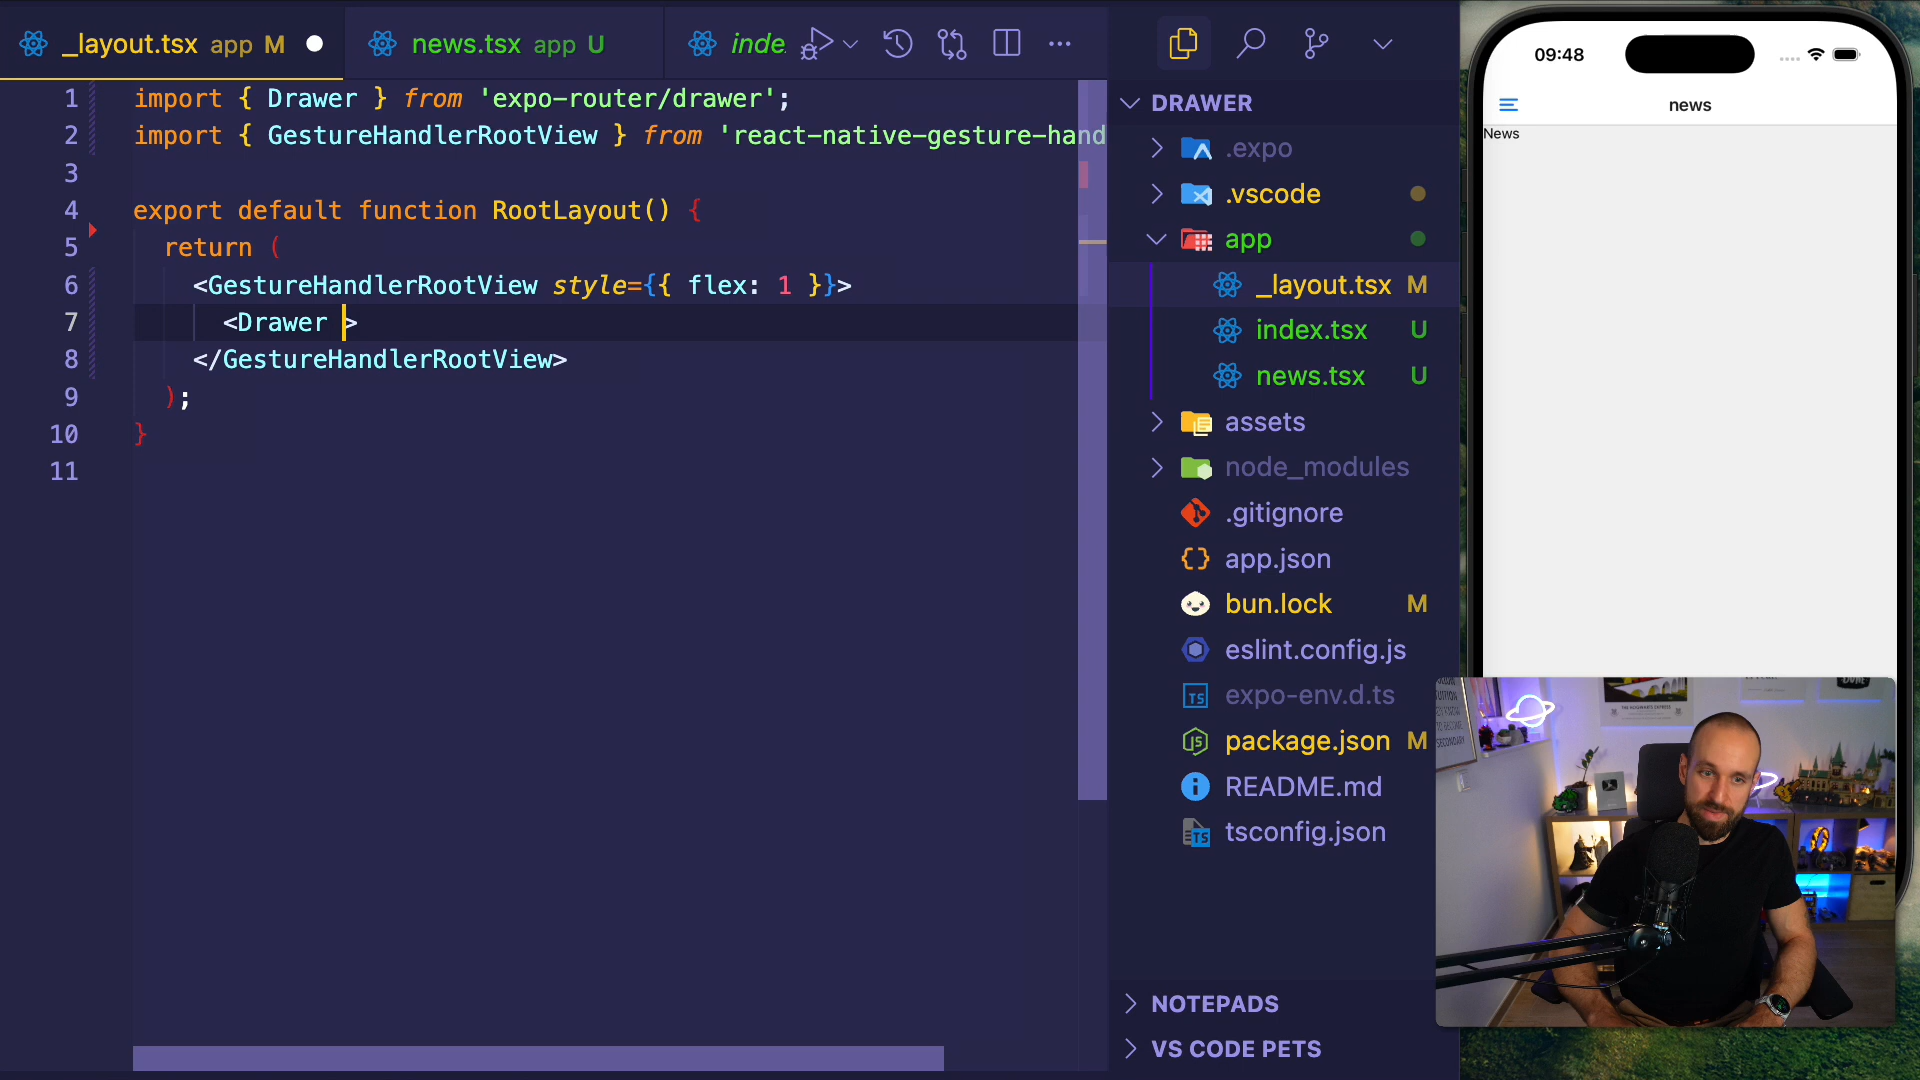 _layout.tsx app M
news.tsx app U
inde
1 import { Drawer } from 'expo-router/drawer';
2 import { GestureHandlerRootView } from 'react-native-gesture-hand
3
4 export default function RootLayout() {
5 return (
6 <GestureHandlerRootView style={{ flex: 1 }}>
7 <Drawer >
8 </GestureHandlerRootView>
9 );
10 }
11
DRAWER
.expo
.vscode
app
_layout.tsx M
index.tsx U
news.tsx U
assets
node_modules
.gitignore
app.json
bun.lock M
eslint.config.js
expo-env.d.ts
package.json M
README.md
tsconfig.json
NOTEPADS
VS CODE PETS
09:48
news
News